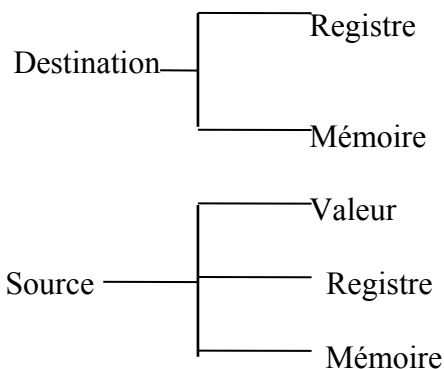 Registre
Destination
Mémoire
Valeur
Source
Registre
Mémoire